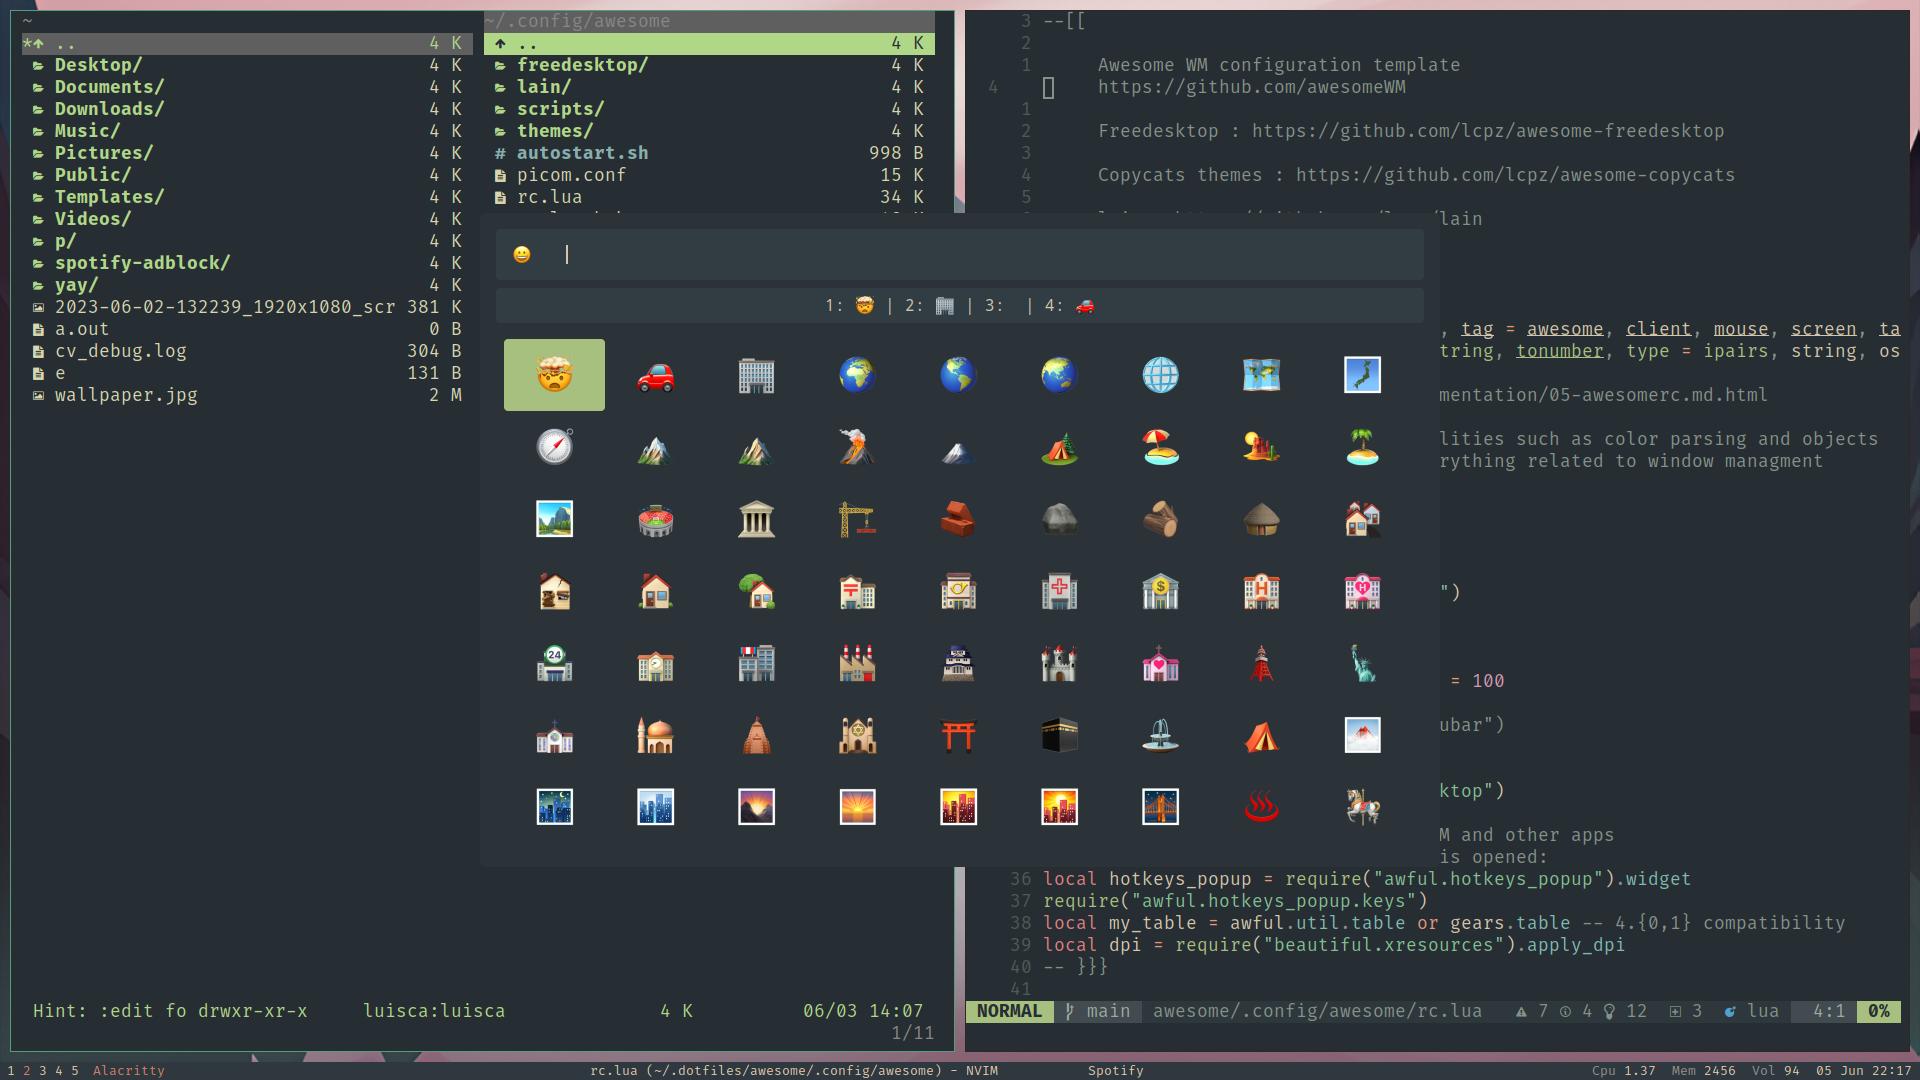 ~
*.. 4 K
Desktop/ 4 K
Documents/ 4 K
Downloads/ 4 K
Music/ 4 K
Pictures/ 4 K
Public/ 4 K
Templates/ 4 K
Videos/ 4 K
p/ 4 K
spotify-adblock/ 4 K
yay/ 4 K
2023-06-02-132239_1920x1080_scr 381 K
a.out 0 B
cv_debug.log 304 B
e 131 B
wallpaper.jpg 2 M
~/.config/awesome
.. 4 K
freedesktop/ 4 K
lain/ 4 K
scripts/ 4 K
themes/ 4 K
# autostart.sh 998 B
picom.conf 15 K
rc.lua 34 K
Hint: :edit fo drwxr-xr-x luisca:luisca 4 K 06/03 14:07
1/11
1: 🤯 | 2: 🏢 | 3: | 4: 🚗
3 --[[
2
1 Awesome WM configuration template
4 https://github.com/awesomeWM
1
2 Freedesktop : https://github.com/lcpz/awesome-freedesktop
3
4 Copycats themes : https://github.com/lcpz/awesome-copycats
5
lain
, tag = awesome, client, mouse, screen, ta
tring, tonumber, type = ipairs, string, os
mentation/05-awesomerc.md.html
lities such as color parsing and objects
rything related to window managment
")
= 100
ubar")
ktop")
M and other apps
is opened:
36 local hotkeys_popup = require("awful.hotkeys_popup").widget
37 require("awful.hotkeys_popup.keys")
38 local my_table = awful.util.table or gears.table -- 4.{0,1} compatibility
39 local dpi = require("beautiful.xresources").apply_dpi
40 -- }}}
41
NORMAL main awesome/.config/awesome/rc.lua 7 4 12 3 lua 4:1 0%
1 2 3 4 5 Alacritty rc.lua (~/.dotfiles/awesome/.config/awesome) - NVIM Spotify Cpu 1.37 Mem 2456 Vol 94 05 Jun 22:17